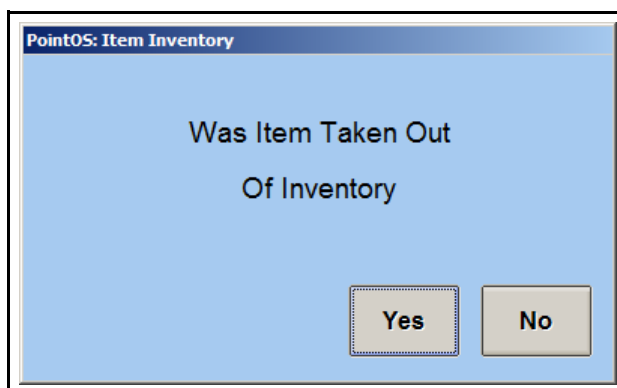 PointOS: Item Inventory
Was Item Taken Out
Of Inventory
Yes No